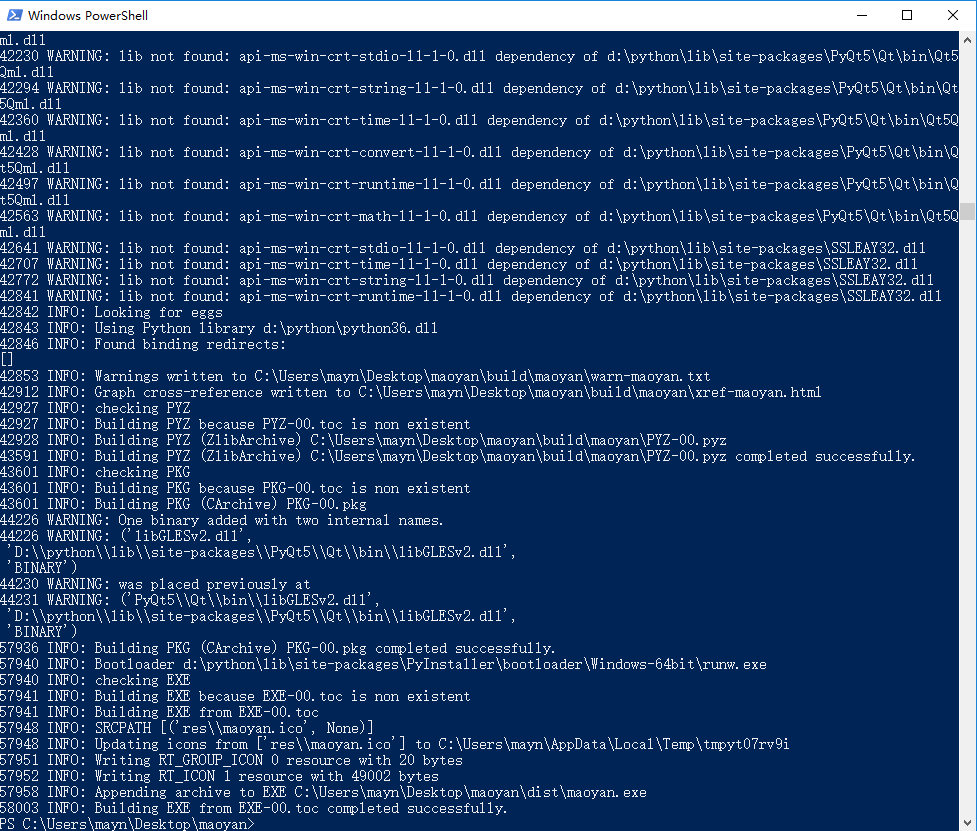 Windows PowerShell
ml.dll
42230 WARNING: lib not found: api-ms-win-crt-stdio-l1-1-0.dll dependency of d:\python\lib\site-packages\PyQt5\Qt\bin\Qt5
Qml.dll
42294 WARNING: lib not found: api-ms-win-crt-string-l1-1-0.dll dependency of d:\python\lib\site-packages\PyQt5\Qt\bin\Qt
5Qml.dll
42360 WARNING: lib not found: api-ms-win-crt-time-l1-1-0.dll dependency of d:\python\lib\site-packages\PyQt5\Qt\bin\Qt5Q
ml.dll
42428 WARNING: lib not found: api-ms-win-crt-convert-l1-1-0.dll dependency of d:\python\lib\site-packages\PyQt5\Qt\bin\Q
t5Qml.dll
42497 WARNING: lib not found: api-ms-win-crt-runtime-l1-1-0.dll dependency of d:\python\lib\site-packages\PyQt5\Qt\bin\Q
t5Qml.dll
42563 WARNING: lib not found: api-ms-win-crt-math-l1-1-0.dll dependency of d:\python\lib\site-packages\PyQt5\Qt\bin\Qt5Q
ml.dll
42641 WARNING: lib not found: api-ms-win-crt-stdio-l1-1-0.dll dependency of d:\python\lib\site-packages\SSLEAY32.dll
42707 WARNING: lib not found: api-ms-win-crt-time-l1-1-0.dll dependency of d:\python\lib\site-packages\SSLEAY32.dll
42772 WARNING: lib not found: api-ms-win-crt-string-l1-1-0.dll dependency of d:\python\lib\site-packages\SSLEAY32.dll
42841 WARNING: lib not found: api-ms-win-crt-runtime-l1-1-0.dll dependency of d:\python\lib\site-packages\SSLEAY32.dll
42842 INFO: Looking for eggs
42843 INFO: Using Python library d:\python\python36.dll
42846 INFO: Found binding redirects:
[]
42853 INFO: Warnings written to C:\Users\mayn\Desktop\maoyan\build\maoyan\warn-maoyan.txt
42912 INFO: Graph cross-reference written to C:\Users\mayn\Desktop\maoyan\build\maoyan\xref-maoyan.html
42927 INFO: checking PYZ
42927 INFO: Building PYZ because PYZ-00.toc is non existent
42928 INFO: Building PYZ (ZlibArchive) C:\Users\mayn\Desktop\maoyan\build\maoyan\PYZ-00.pyz
43591 INFO: Building PYZ (ZlibArchive) C:\Users\mayn\Desktop\maoyan\build\maoyan\PYZ-00.pyz completed successfully.
43601 INFO: checking PKG
43601 INFO: Building PKG because PKG-00.toc is non existent
43601 INFO: Building PKG (CArchive) PKG-00.pkg
44226 WARNING: One binary added with two internal names.
44226 WARNING: ('libGLESv2.dll',
 'D:\\python\\lib\\site-packages\\PyQt5\\Qt\\bin\\libGLESv2.dll',
 'BINARY')
44230 WARNING: was placed previously at
44231 WARNING: ('PyQt5\\Qt\\bin\\libGLESv2.dll',
 'D:\\python\\lib\\site-packages\\PyQt5\\Qt\\bin\\libGLESv2.dll',
 'BINARY')
57936 INFO: Building PKG (CArchive) PKG-00.pkg completed successfully.
57940 INFO: Bootloader d:\python\lib\site-packages\PyInstaller\bootloader\Windows-64bit\runw.exe
57940 INFO: checking EXE
57941 INFO: Building EXE because EXE-00.toc is non existent
57941 INFO: Building EXE from EXE-00.toc
57948 INFO: SRCPATH [('res\\maoyan.ico', None)]
57948 INFO: Updating icons from ['res\\maoyan.ico'] to C:\Users\mayn\AppData\Local\Temp\tmpyt07rv9i
57951 INFO: Writing RT_GROUP_ICON 0 resource with 20 bytes
57952 INFO: Writing RT_ICON 1 resource with 49002 bytes
57958 INFO: Appending archive to EXE C:\Users\mayn\Desktop\maoyan\dist\maoyan.exe
58003 INFO: Building EXE from EXE-00.toc completed successfully.
PS C:\Users\mayn\Desktop\maoyan>